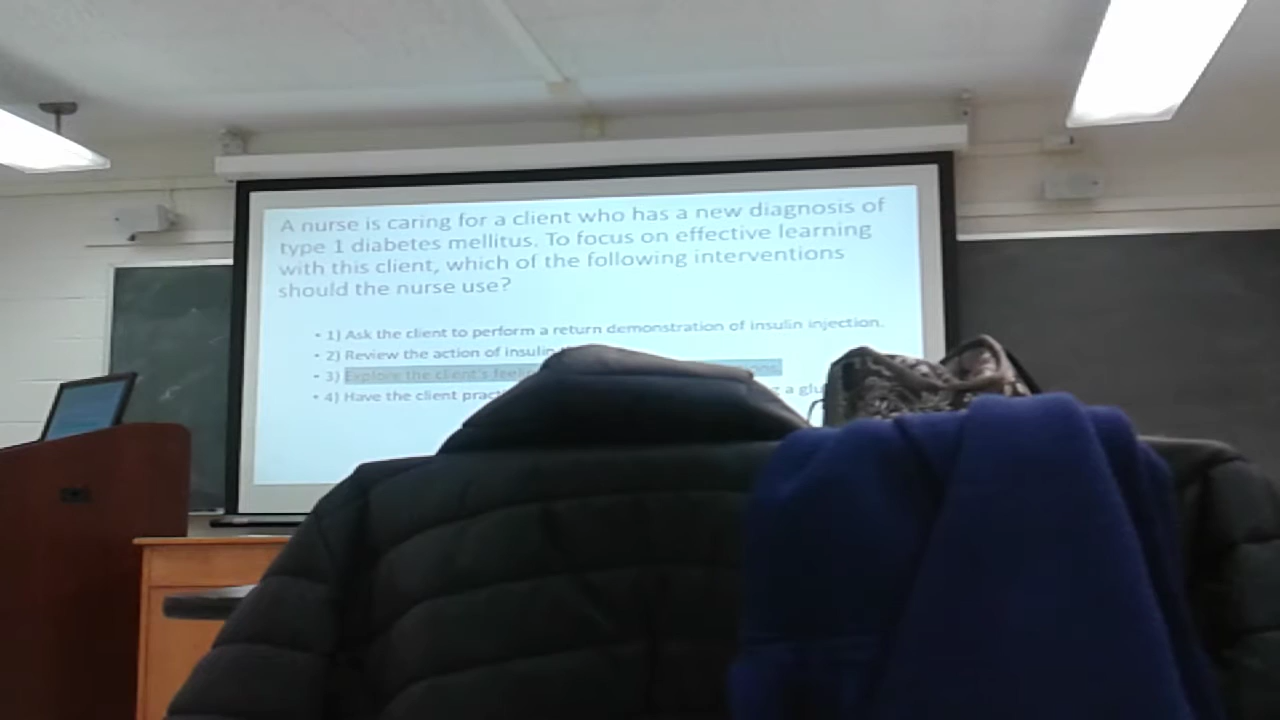 A nurse is caring for a client who has a new diagnosis of
type 1 diabetes mellitus. To focus on effective learning
with this client, which of the following interventions
should the nurse use?
• 1) Ask the client to perform a return demonstration of insulin injection.
• 2) Review the action of insulin
• 3) Explore the client's
• 4) Have the client a